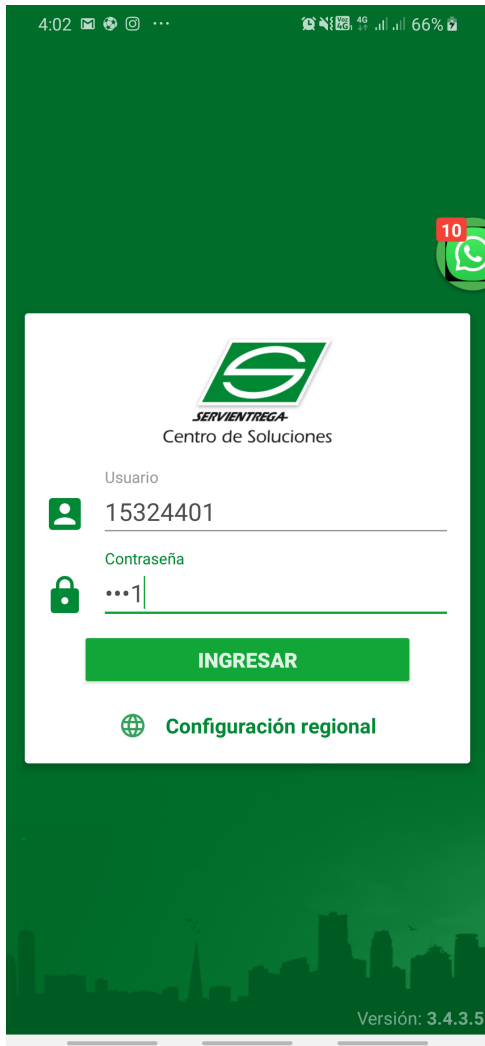 4:02 66%
10
SERVIENTREGA
Centro de Soluciones
Usuario
15324401
Contraseña
•••1
INGRESAR
Configuración regional
Versión: 3.4.3.5